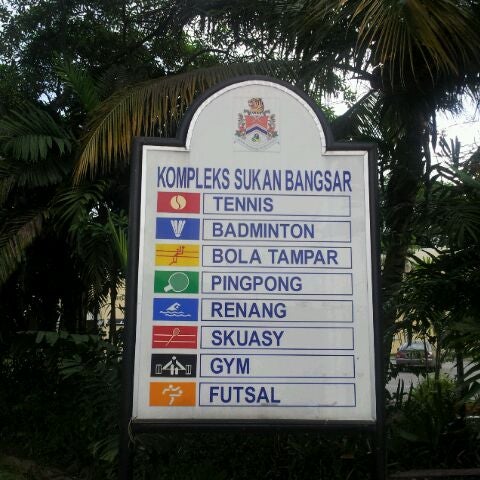 KOMPLEKS SUKAN BANGSAR
TENNIS
BADMINTON
BOLA TAMPAR
PINGPONG
RENANG
SKUASY
GYM
FUTSAL